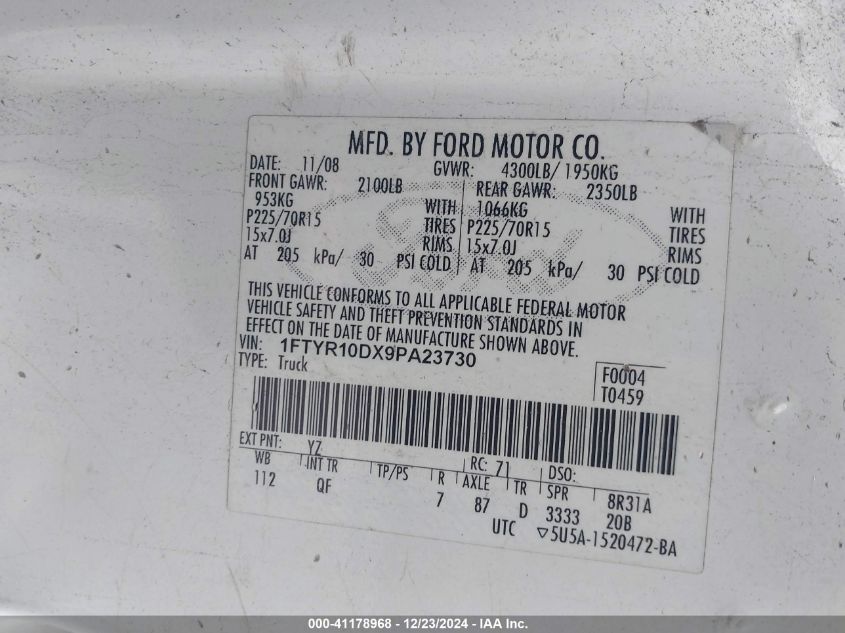 MFD. BY FORD MOTOR CO.
DATE: 11/08 GVWR: 4300LB/ 1950KG
FRONT GAWR: 2100LB REAR GAWR: 2350LB
953KG WITH 1066KG WITH
P225/70R15 TIRES P225/70R15 TIRES
15x7.0J RIMS 15x7.0J RIMS
AT 205 kPa/ 30 PSI COLD AT 205 kPa/ 30 PSI COLD
Ford
THIS VEHICLE CONFORMS TO ALL APPLICABLE FEDERAL MOTOR
VEHICLE SAFETY AND THEFT PREVENTION STANDARDS IN
EFFECT ON THE DATE OF MANUFACTURE SHOWN ABOVE.
VIN: 1FTYR10DX9PA23730
TYPE: Truck
F0004
T0459
EXT PNT: YZ RC: 71 DSO:
WB INT TR TP/PS R AXLE TR SPR 8R31A
112 QF 7 87 D 3333 20B
UTC ▽5U5A-1520472-BA
000-41178968 - 12/23/2024 - IAA Inc.